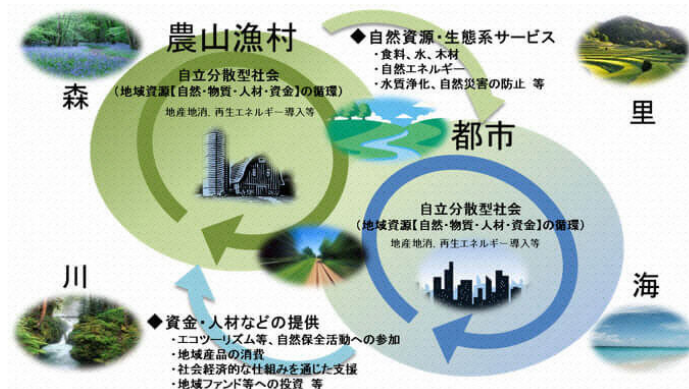 農山漁村
森
自立分散型社会
(地域資源【自然・物質・人材・資金】の循環)
地産地消、再生エネルギー導入等
◆自然資源・生態系サービス
・食料、水、木材
・自然エネルギー
・水質浄化、自然災害の防止 等
里
都市
自立分散型社会
(地域資源【自然・物質・人材・資金】の循環)
地産地消、再生エネルギー導入等
川
海
◆資金・人材などの提供
・エコツーリズム等、自然保全活動への参加
・地域産品の消費
・社会経済的な仕組みを通じた支援
・地域ファンド等への投資 等